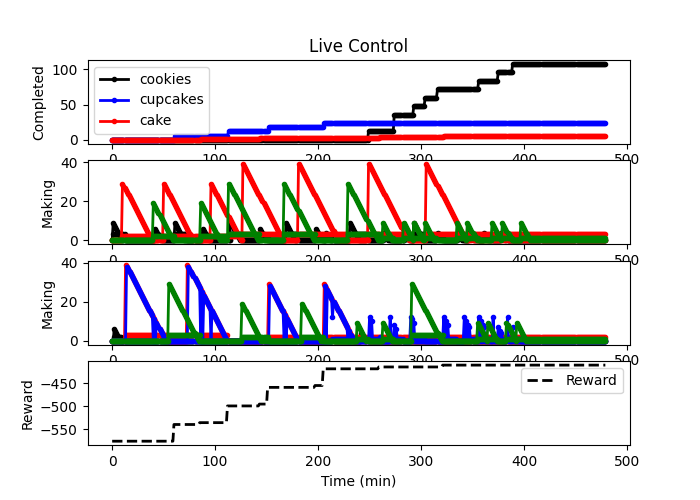 Live Control
Completed
100
50
0
cookies
cupcakes
cake
0 100 200 300 400 500
Making
40
20
0
0 100 200 300 400 500
Making
40
20
0
0 100 200 300 400 500
Reward
−450
−500
−550
Reward
0 100 200 300 400 500
Time (min)